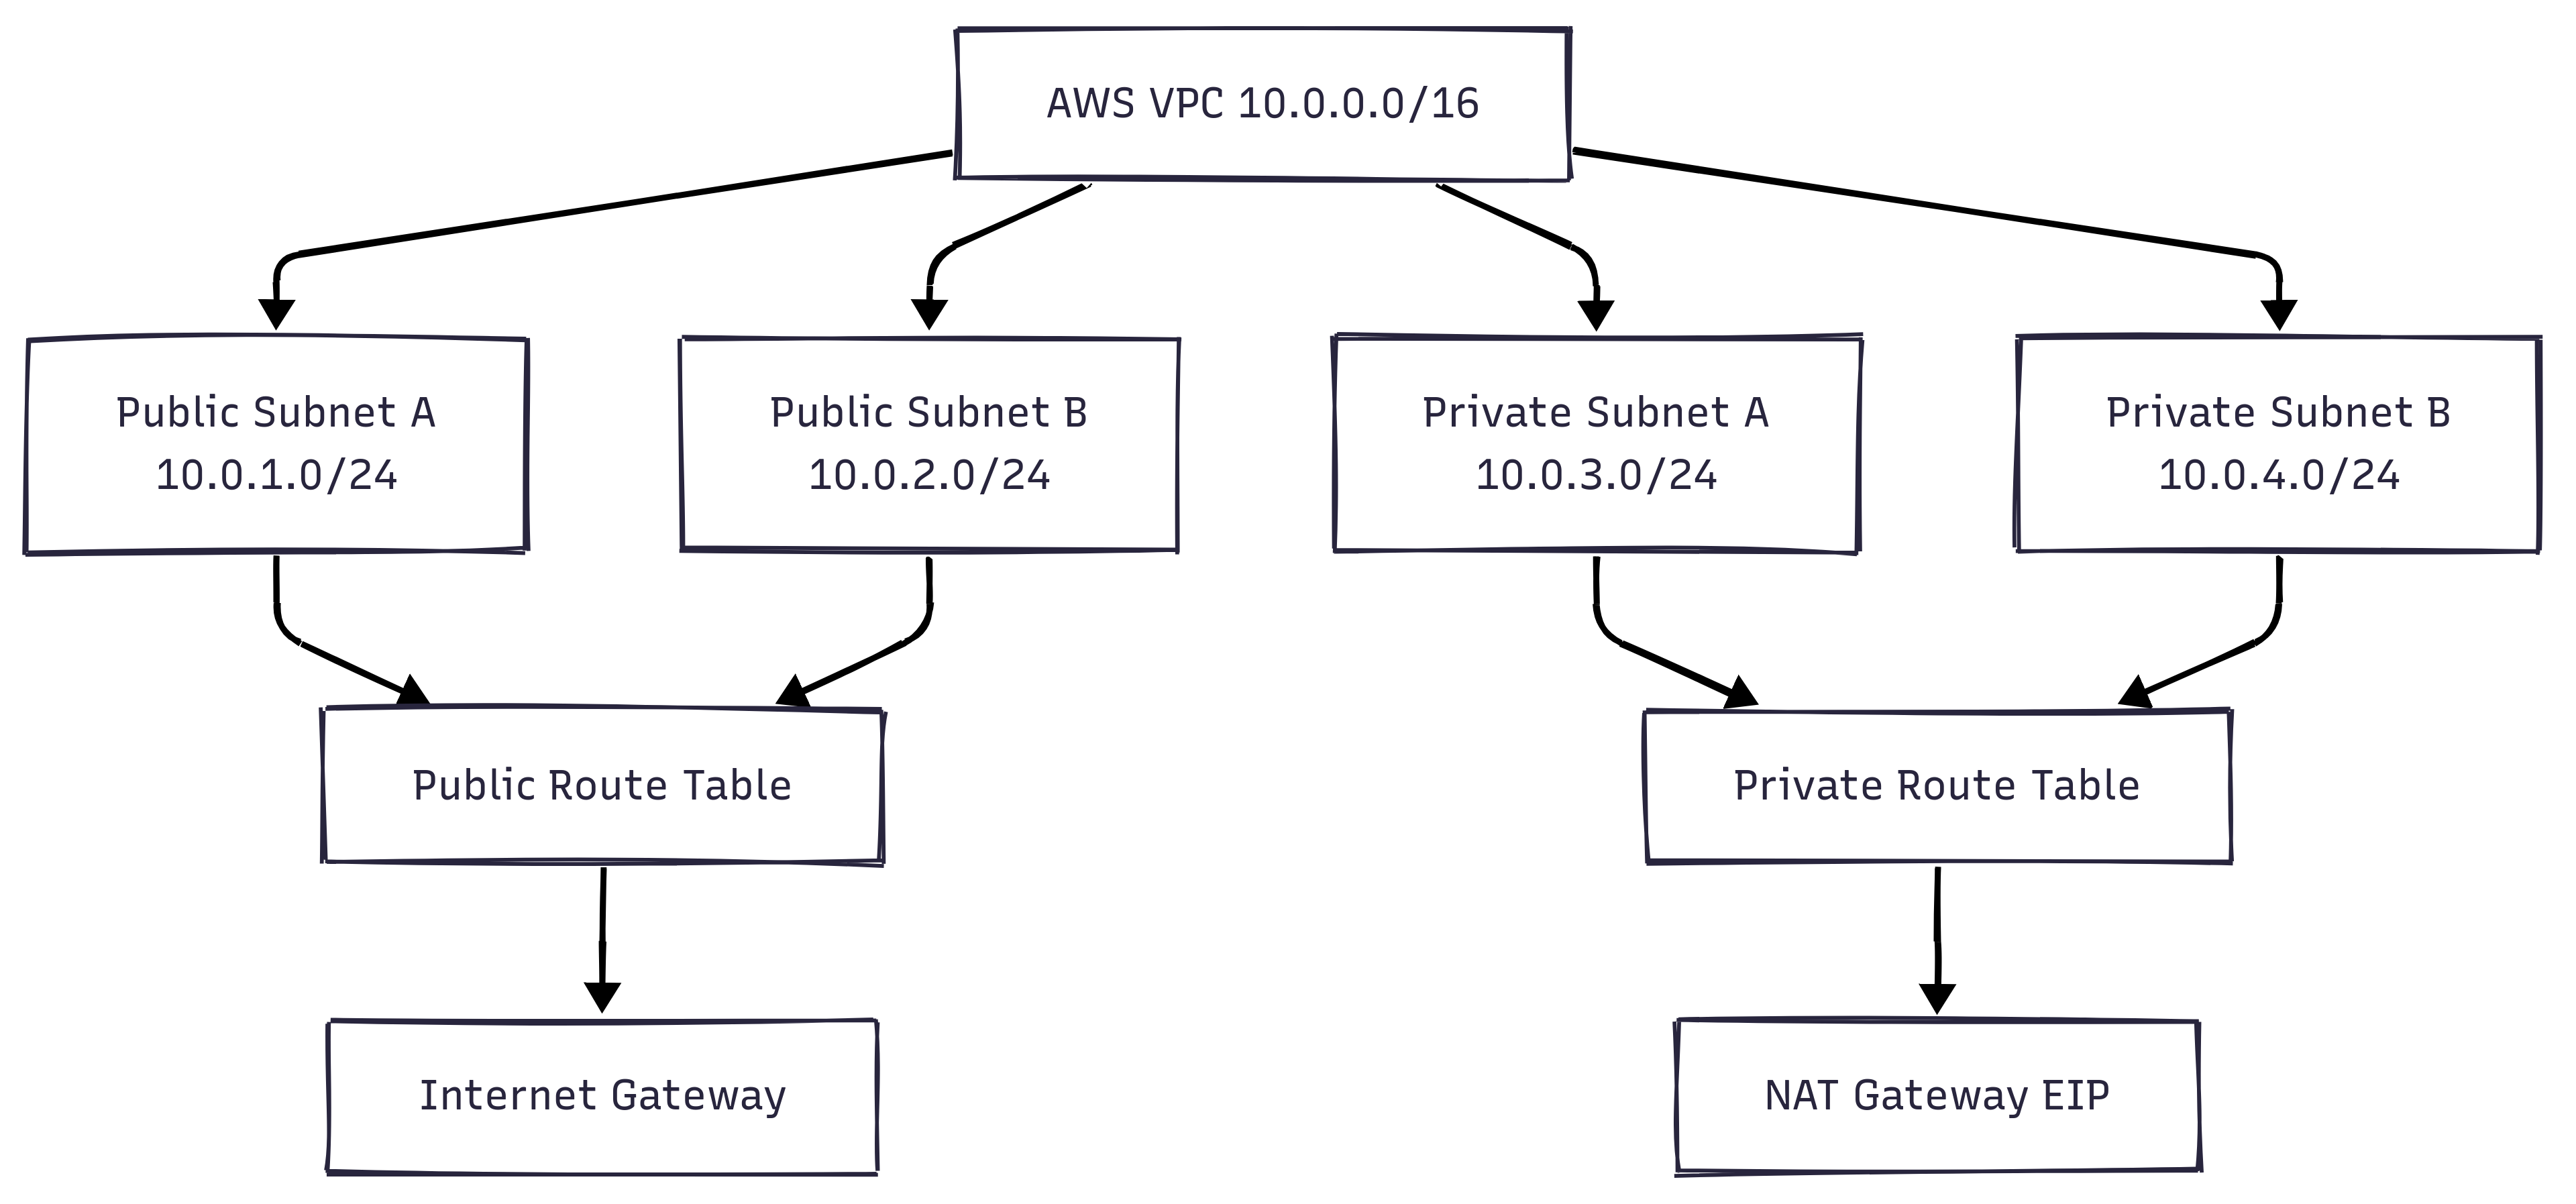 AWS VPC 10.0.0.0/16
Public Subnet A
10.0.1.0/24
Public Subnet B
10.0.2.0/24
Private Subnet A
10.0.3.0/24
Private Subnet B
10.0.4.0/24
Public Route Table
Private Route Table
Internet Gateway
NAT Gateway EIP